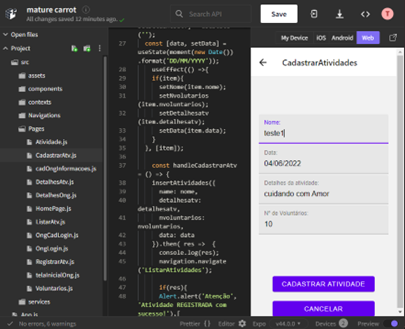 mature carrot
All changes saved 12 minutes ago.
Search API
Save
T
Open files
Project
src
assets
components
contexts
Navigations
Pages
Atividade.js
CadastrarAtv.js
cadOngInformacoes.js
DetalhesAtv.js
DetalhesOng.js
HomePage.js
ListarAtv.js
OngCadLogin.js
OngLogin.js
RegistrarAtv.js
telaInicialOng.js
Voluntarios.js
services
App.js
('');
27 const [data, setData] =
useState(moment(new Date())
.format('DD/MM/YYYY'));
28 useEffect(() =>{
29 if(item){
30 setNome(item.nome);
31 setNvolutarios
(item.nvoluntarios);
32 setDetalhesatv
(item.detalhesatv);
33 setData(item.data);
34 }
35 }, [item]);
36
37 const handleCadastrarAtv
= () => {
38 insertAtividades({
39 name: nome,
40 detalhesatv:
detalhesatv,
41 nvoluntarios:
nvoluntarios,
42 data: data
43 }).then( res => {
44 console.log(res);
45 navigation.navigate
('ListarAtividades');
46
47 if(res){
48 Alert.alert('Atenção',
'Atividade REGISTRADA com
sucesso!',[
My Device
iOS
Android
Web
CadastrarAtividades
Nome:
teste1
Data:
04/06/2022
Detalhes da atividade:
cuidando com Amor
N° de Voluntários
10
CADASTRAR ATIVIDADE
CANCELAR
No errors, 6 warnings
Prettier
Editor
Expo
v44.0.0
Devices
Preview